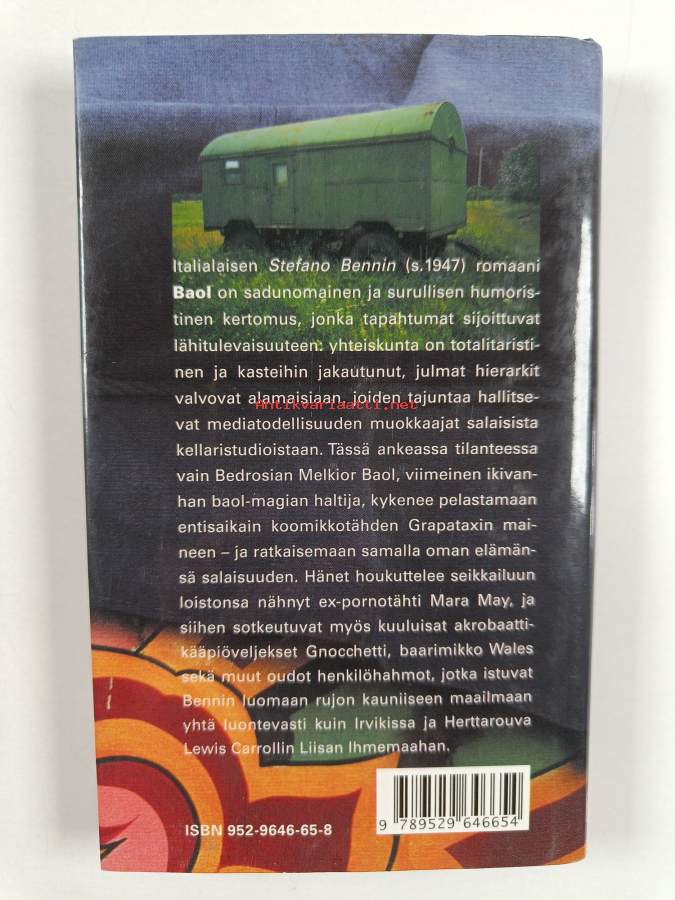 Italialaisen Stefano Bennin (s.1947) romaani
Baol on sadunomainen ja surullisen humoris-
tinen kertomus, jonka tapahtumat sijoittuvat
lähitulevaisuuteen: yhteiskunta on totalitaristi-
nen ja kasteihin jakautunut, julmat hierarkit
valvovat alamaisiaan, joiden tajuntaa hallitse-
Antikvariaatti.net
vat mediatodellisuuden muokkaajat salaisista
kellaristudioistaan. Tässä ankeassa tilanteessa
vain Bedrosian Melkior Baol, viimeinen ikivan-
han baol-magian haltija, kykenee pelastamaan
entisaikain koomikkotähden Grapataxin mai-
neen – ja ratkaisemaan samalla oman elämän-
sä salaisuuden. Hänet houkuttelee seikkailuun
loistonsa nähnyt ex-pornotähti Mara May, ja
siihen sotkeutuvat myös kuuluisat akrobaatti-
kääpiöveljekset Gnocchetti, baarimikko Wales
sekä muut oudot henkilöhahmot, jotka istuvat
Bennin luomaan rujon kauniiseen maailmaan
yhtä luontevasti kuin Irvikissa ja Herttarouva
Lewis Carrollin Liisan Ihmemaahan.
ISBN 952-9646-65-8
9 789529 646654